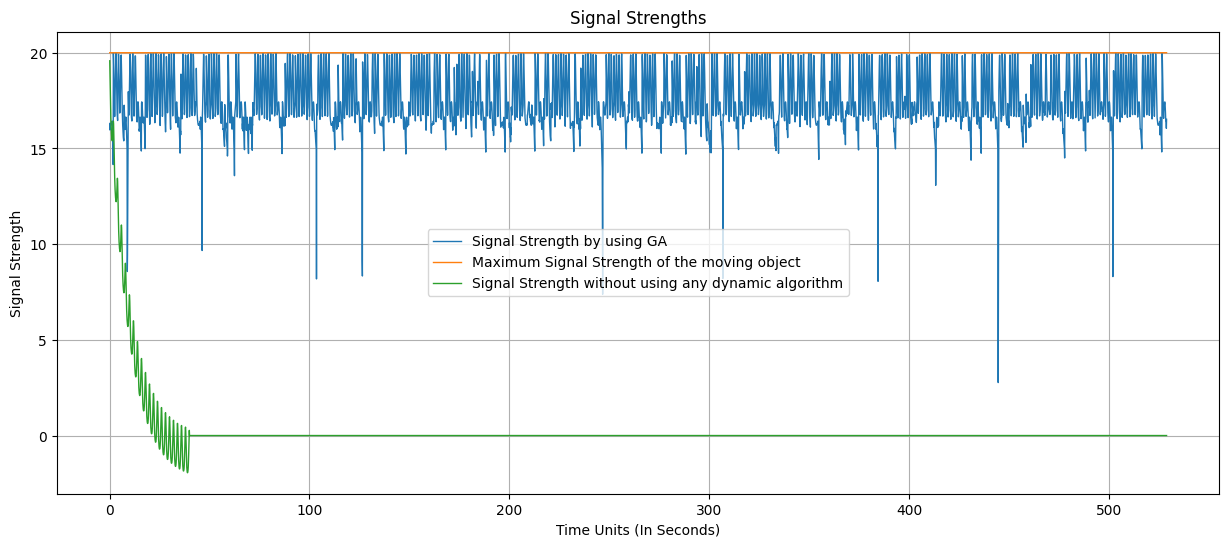 Signal Strengths
Signal Strength
20
15
10
5
0
Signal Strength by using GA
Maximum Signal Strength of the moving object
Signal Strength without using any dynamic algorithm
0
100
200
300
400
500
Time Units (In Seconds)